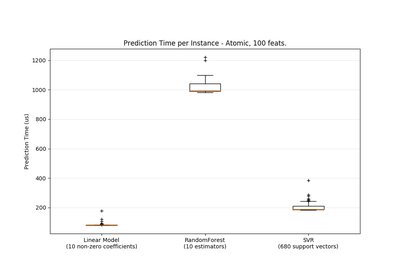 Prediction Time per Instance - Atomic, 100 feats.
Prediction Time (us)
1200
1000
800
600
400
200
Linear Model
(10 non-zero coefficients)
RandomForest
(10 estimators)
SVR
(680 support vectors)